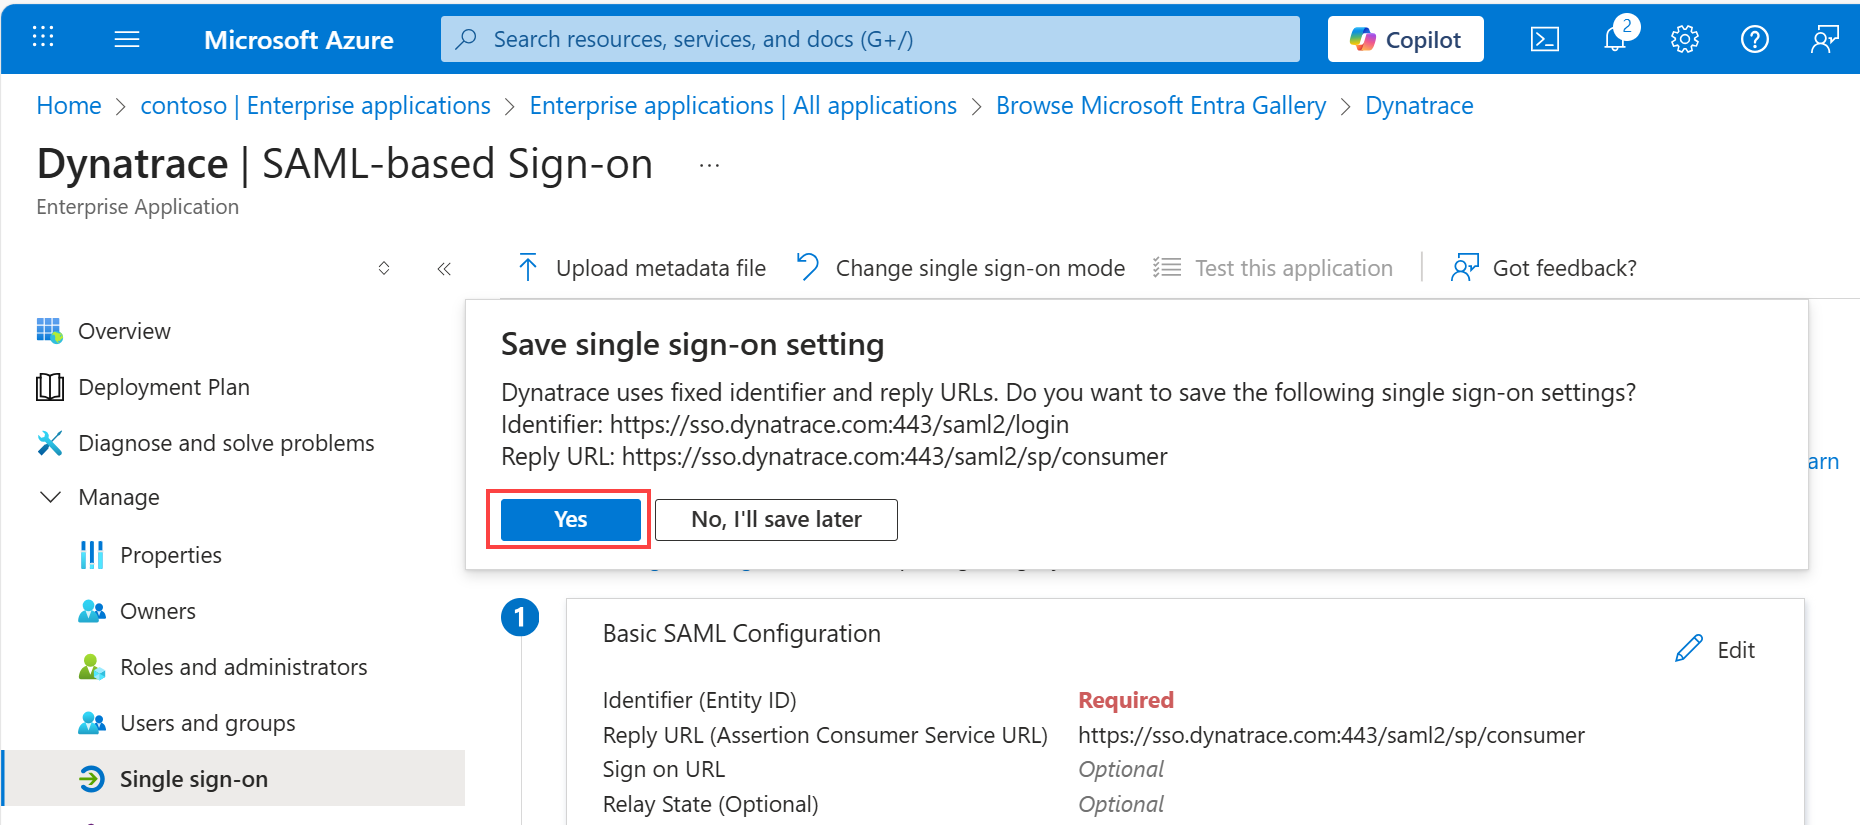 Microsoft Azure
Search resources, services, and docs (G+/)
Copilot
2
Home > contoso | Enterprise applications > Enterprise applications | All applications > Browse Microsoft Entra Gallery > Dynatrace
Dynatrace | SAML-based Sign-on ...
Enterprise Application
Upload metadata file
Change single sign-on mode
Test this application
Got feedback?
Overview
Deployment Plan
Diagnose and solve problems
Manage
Properties
Owners
Roles and administrators
Users and groups
Single sign-on
Save single sign-on setting
Dynatrace uses fixed identifier and reply URLs. Do you want to save the following single sign-on settings?
Identifier: https://sso.dynatrace.com:443/saml2/login
Reply URL: https://sso.dynatrace.com:443/saml2/sp/consumer
Yes
No, I'll save later
arn
1
Basic SAML Configuration
Edit
Identifier (Entity ID) Required
Reply URL (Assertion Consumer Service URL) https://sso.dynatrace.com:443/saml2/sp/consumer
Sign on URL Optional
Relay State (Optional) Optional